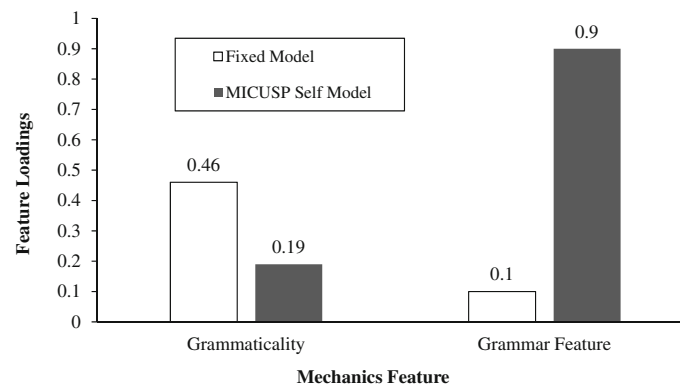 1
0.9
0.8
0.7
0.6
0.5
0.4
0.3
0.2
0.1
0
Feature Loadings
Fixed Model
MICUSP Self Model
0.46
0.19
0.1
0.9
Grammaticality
Grammar Feature
Mechanics Feature